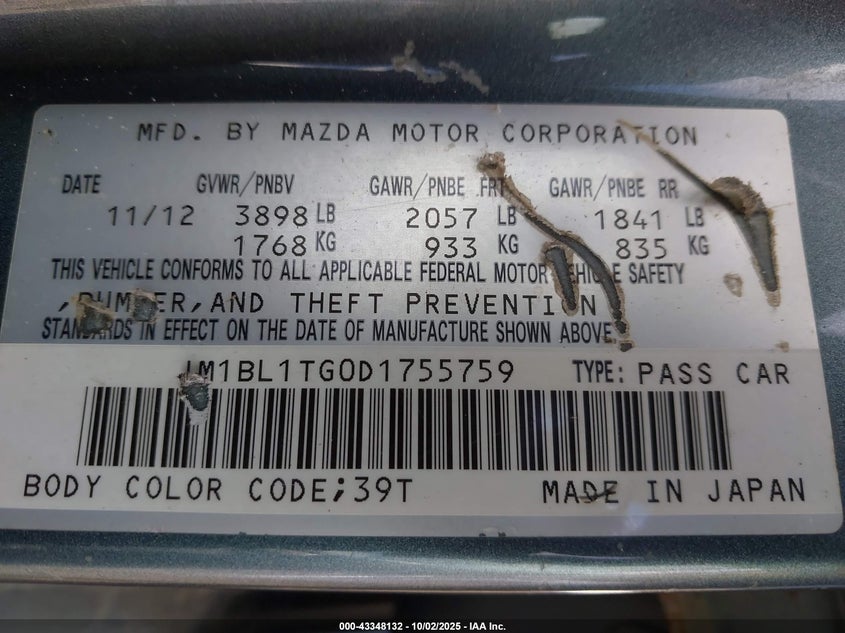 MFD. BY MAZDA MOTOR CORPORATION
DATE GVWR/PNBV GAWR/PNBE FRT GAWR/PNBE RR
11/12 3898 LB 2057 LB 1841 LB
1768 KG 933 KG 835 KG
THIS VEHICLE CONFORMS TO ALL APPLICABLE FEDERAL MOTOR VEHICLE SAFETY
,BUMPER,AND THEFT PREVENTION
STANDARDS IN EFFECT ON THE DATE OF MANUFACTURE SHOWN ABOVE.
JM1BL1TG0D1755759 TYPE: PASS CAR
BODY COLOR CODE;39T MADE IN JAPAN
000-43348132 - 10/02/2025 - IAA Inc.